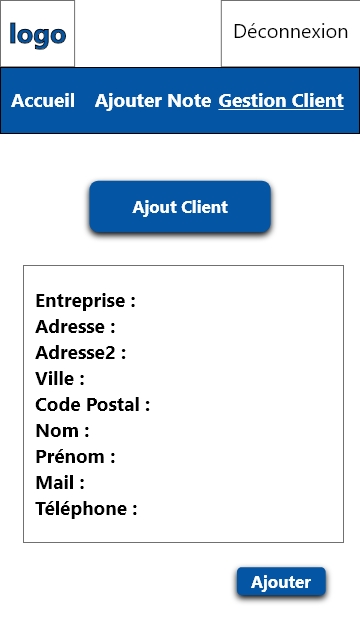 logo
Déconnexion
Accueil Ajouter Note Gestion Client
Ajout Client
Entreprise :
Adresse :
Adresse2 :
Ville :
Code Postal :
Nom :
Prénom :
Mail :
Téléphone :
Ajouter